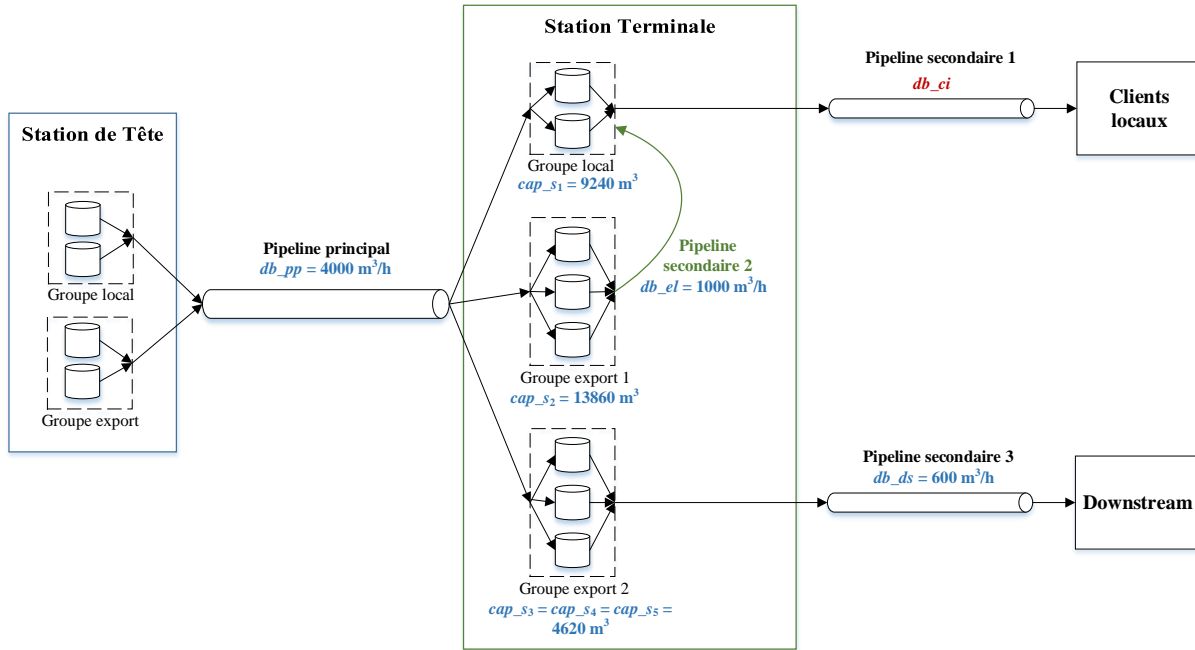 Station de Tête
Groupe local
Groupe export
Pipeline principal
db_pp = 4000 m³/h
Station Terminale
Groupe local
cap_s₁ = 9240 m³
Pipeline
secondaire 2
db_el = 1000 m³/h
Groupe export 1
cap_s₂ = 13860 m³
Groupe export 2
cap_s₃ = cap_s₄ = cap_s₅ =
4620 m³
Pipeline secondaire 1
db_ci
Clients
locaux
Pipeline secondaire 3
db_ds = 600 m³/h
Downstream